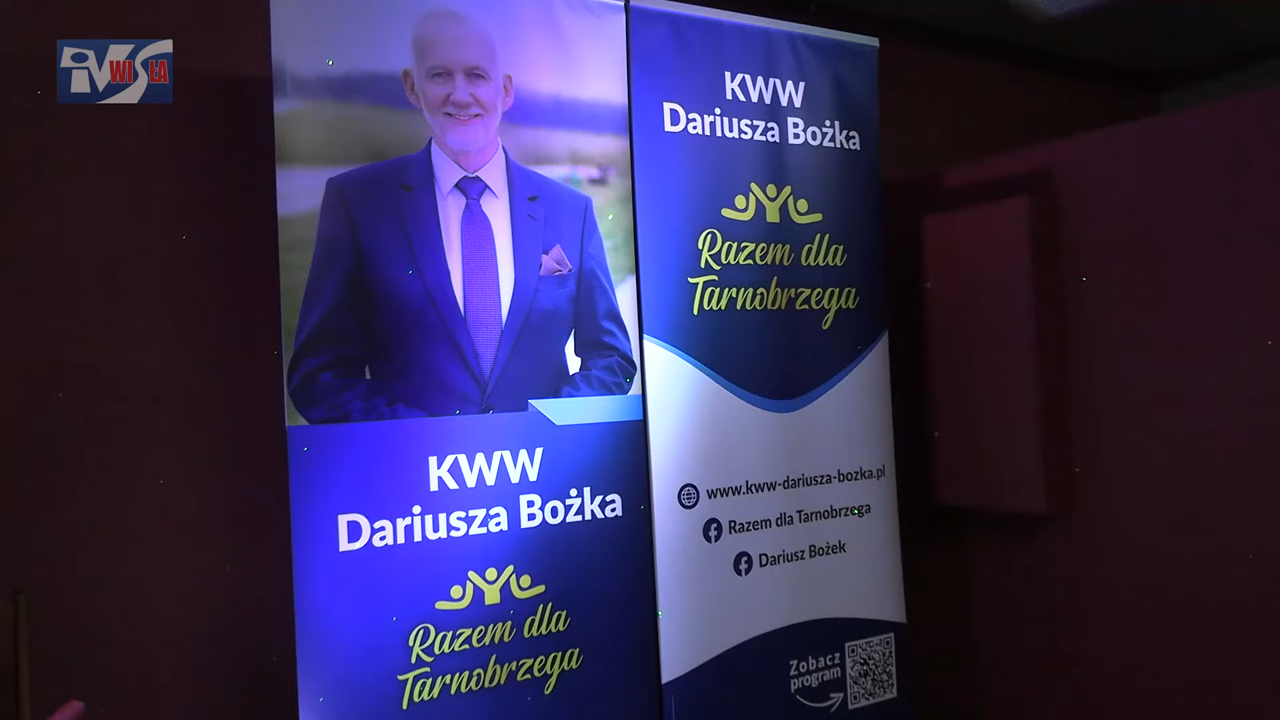 iVS WISŁA
KWW
Dariusza Bożka
Razem dla
Tarnobrzega
KWW
Dariusza Bożka
Razem dla
Tarnobrzega
www.kww-dariusza-bozka.pl
Razem dla Tarnobrzega
Dariusz Bożek
Zobacz
program